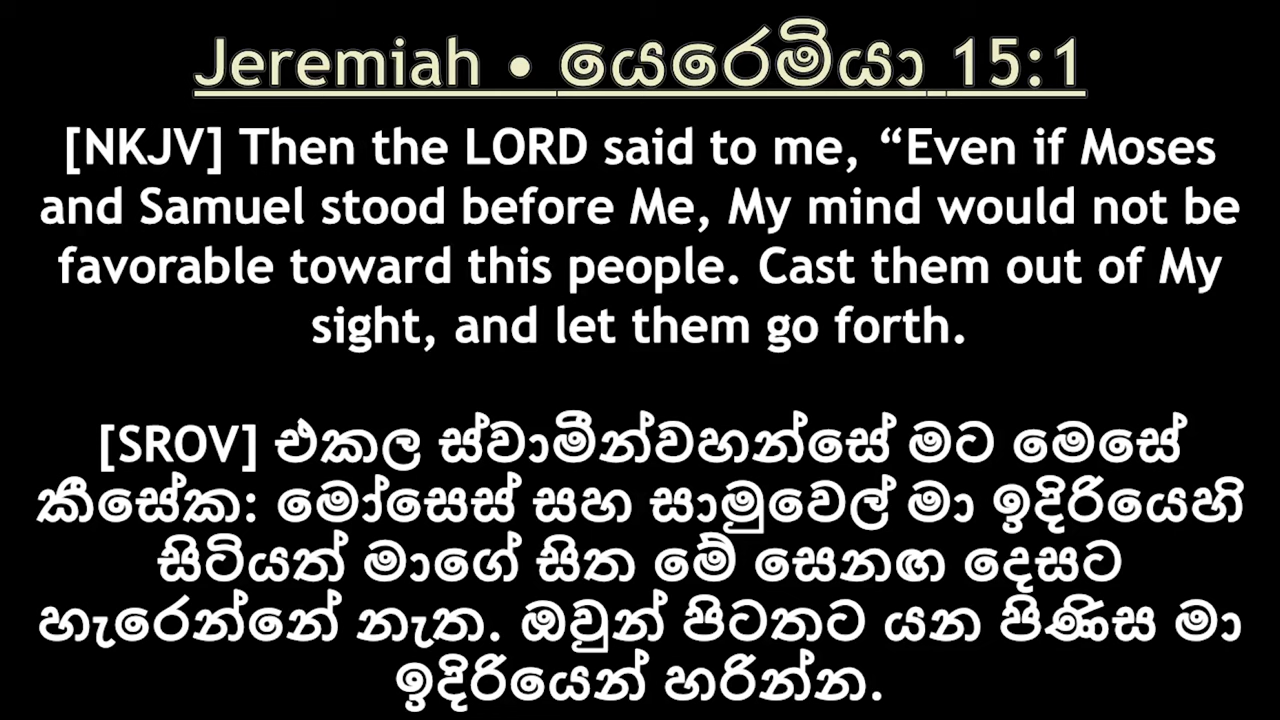 Jeremiah • යෙරෙමියා 15:1
[NKJV] Then the LORD said to me, “Even if Moses
and Samuel stood before Me, My mind would not be
favorable toward this people. Cast them out of My
sight, and let them go forth.
[SROV] එකල ස්වාමීන්වහන්සේ මට මෙසේ
කීසේක: මෝසෙස් සහ සාමුවෙල් මා ඉදිරියෙහි
සිටියත් මාගේ සිත මේ සෙනඟ දෙසට
හැරෙන්නේ නැත. ඔවුන් පිටතට යන පිණිස මා
ඉදිරියෙන් හරින්න.